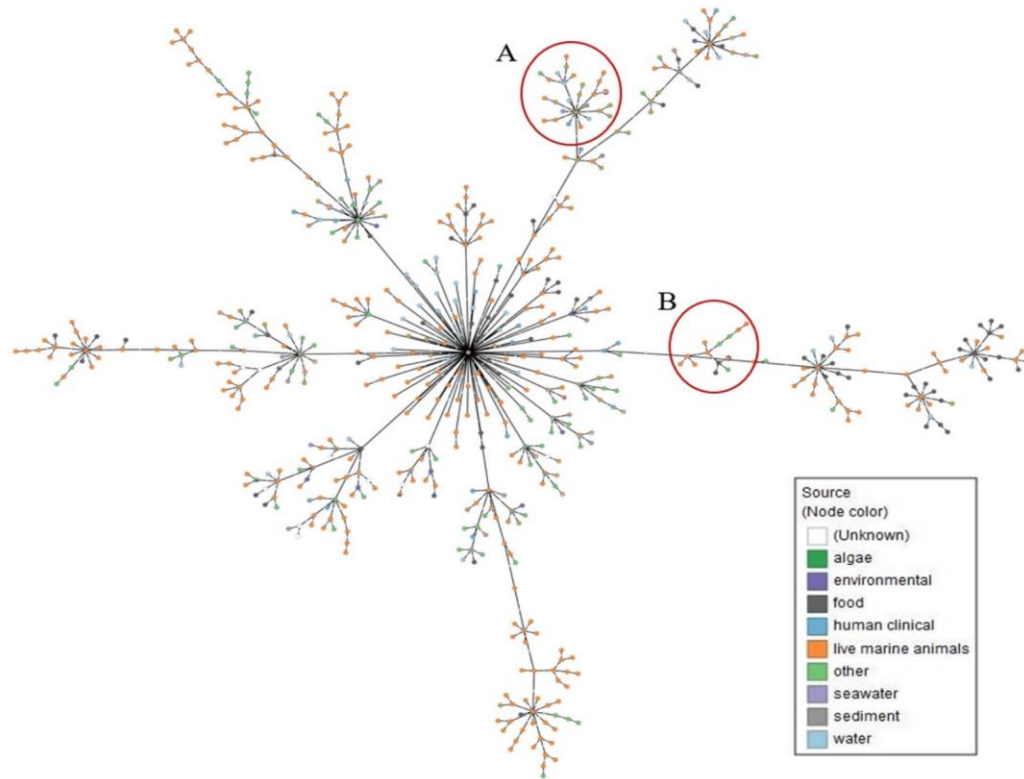 A
B
Source
(Node color)
(Unknown)
algae
environmental
food
human clinical
live marine animals
other
seawater
sediment
water